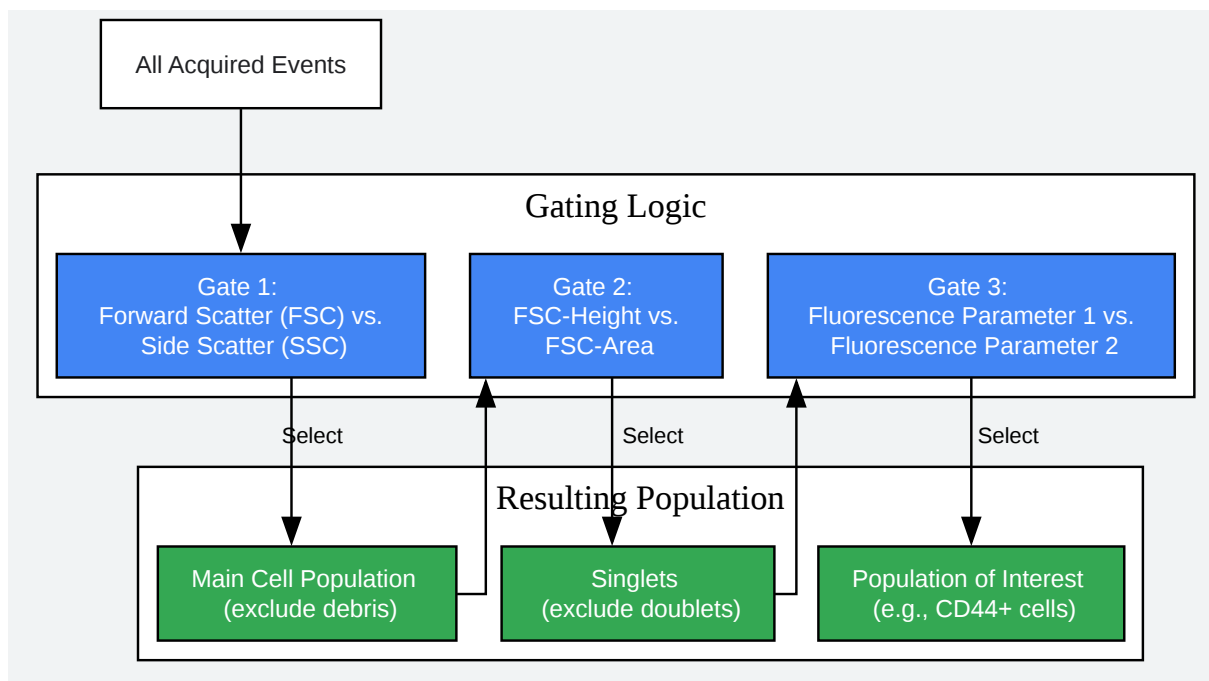 All Acquired Events
Gating Logic
Gate 1:
Forward Scatter (FSC) vs.
Side Scatter (SSC)
Gate 2:
FSC-Height vs.
FSC-Area
Gate 3:
Fluorescence Parameter 1 vs.
Fluorescence Parameter 2
Select
Select
Select
Resulting Population
Main Cell Population
(exclude debris)
Singlets
(exclude doublets)
Population of Interest
(e.g., CD44+ cells)